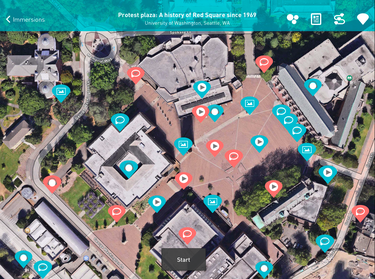 Immersions
Protest plaza: A history of Red Square since 1969
University of Washington, Seattle, WA
Start